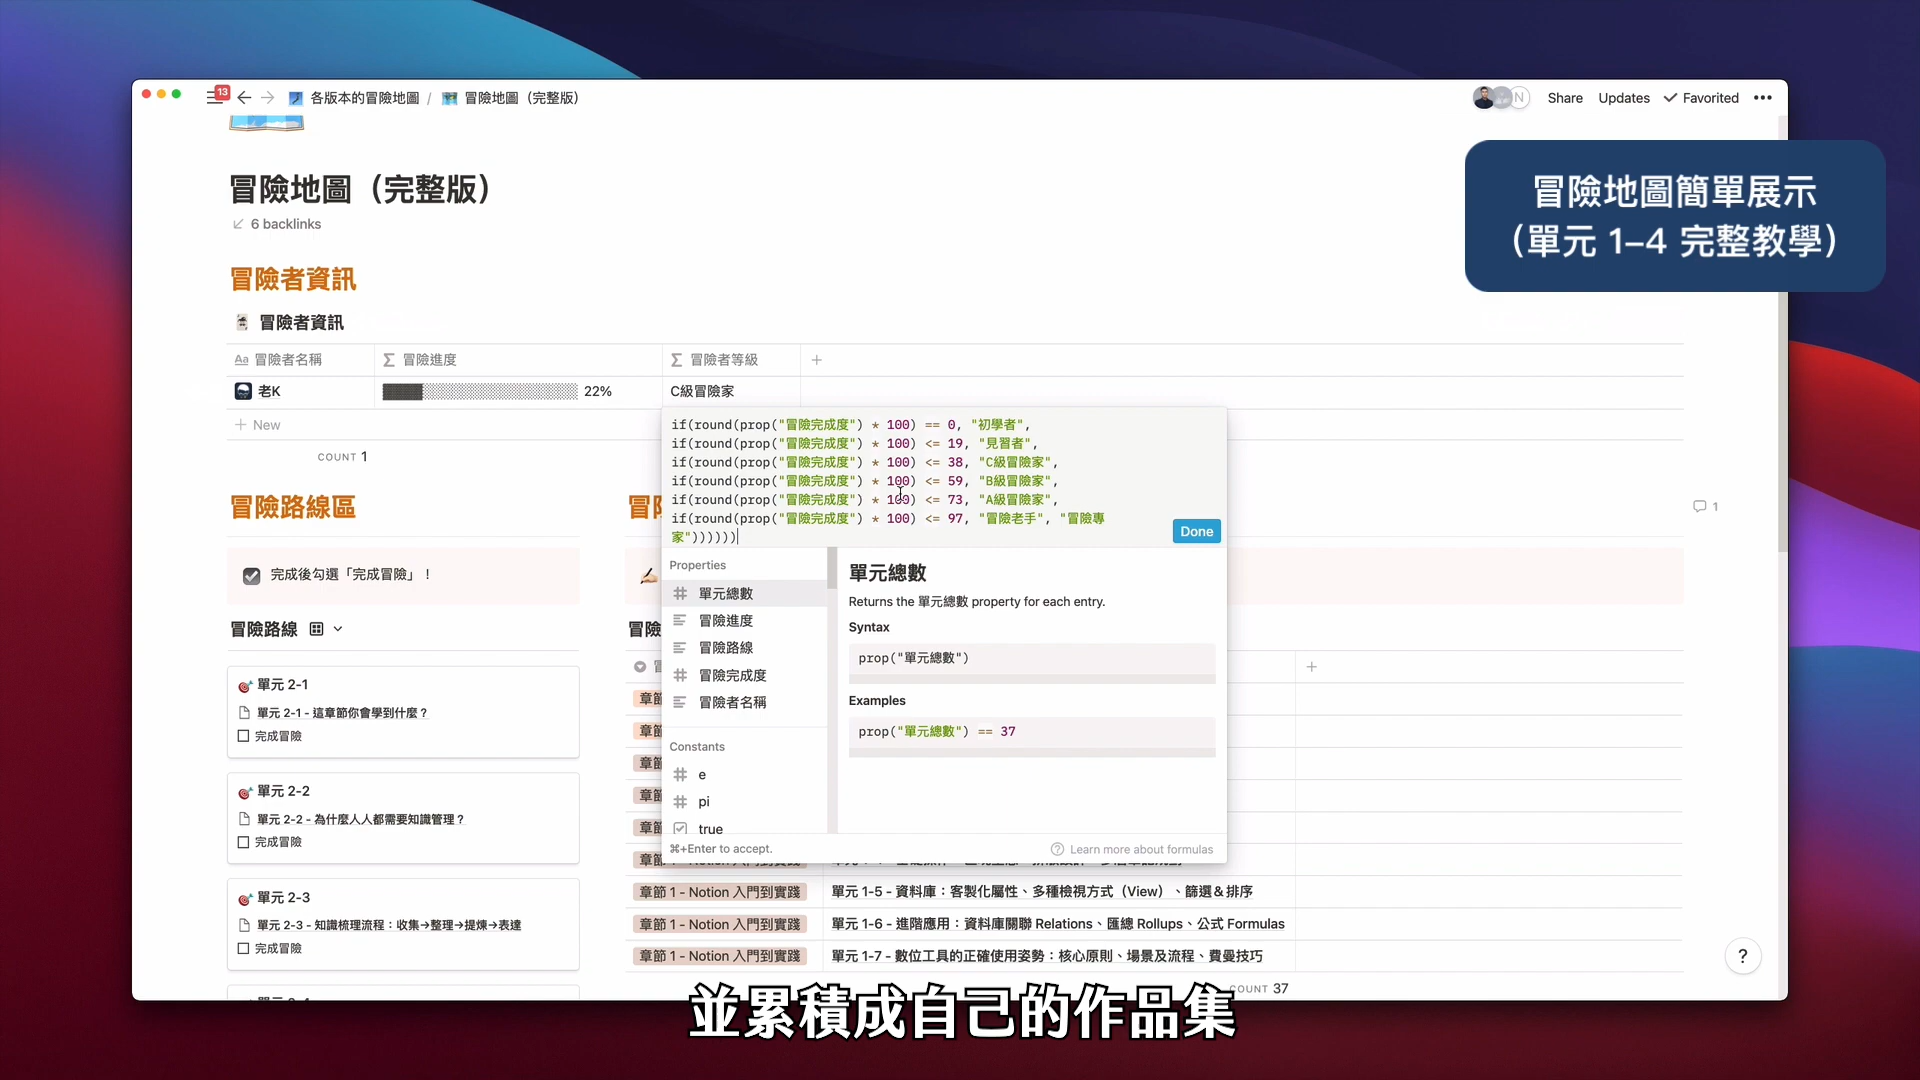 13
各版本的冒險地圖 / 冒險地圖（完整版）
N Share Updates Favorited
冒險地圖簡單展示
（單元 1–4 完整教學）
冒險地圖（完整版）
6 backlinks
冒險者資訊
冒險者資訊
Aa 冒險者名稱 冒險進度 冒險者等級
老K 22% C級冒險家
New
COUNT 1
if(round(prop("冒險完成度") * 100) == 0, "初學者",
if(round(prop("冒險完成度") * 100) <= 19, "見習者",
if(round(prop("冒險完成度") * 100) <= 38, "C級冒險家",
if(round(prop("冒險完成度") * 100) <= 59, "B級冒險家",
if(round(prop("冒險完成度") * 100) <= 73, "A級冒險家",
if(round(prop("冒險完成度") * 100) <= 97, "冒險老手", "冒險專
家"))))))
Done
Properties
單元總數
冒險進度
冒險路線
冒險完成度
冒險者名稱
Constants
e
pi
true
⌘+Enter to accept.
單元總數
Returns the 單元總數 property for each entry.
Syntax
prop("單元總數")
Examples
prop("單元總數") == 37
Learn more about formulas
冒險路線區
1
完成後勾選「完成冒險」！
冒險路線
單元 2-1
單元 2-1 - 這章節你會學到什麼？
完成冒險
單元 2-2
單元 2-2 - 為什麼人人都需要知識管理？
完成冒險
單元 2-3
單元 2-3 - 知識梳理流程：收集→整理→提煉→表達
完成冒險
冒險
章節
章節
章節
章節
章節
章節 1 - Notion 入門到實踐 單元 1-5 - 資料庫：客製化屬性、多種檢視方式（View）、篩選＆排序
章節 1 - Notion 入門到實踐 單元 1-6 - 進階應用：資料庫關聯 Relations、匯總 Rollups、公式 Formulas
章節 1 - Notion 入門到實踐 單元 1-7 - 數位工具的正確使用姿勢：核心原則、場景及流程、費曼技巧
COUNT 37
?
並累積成自己的作品集